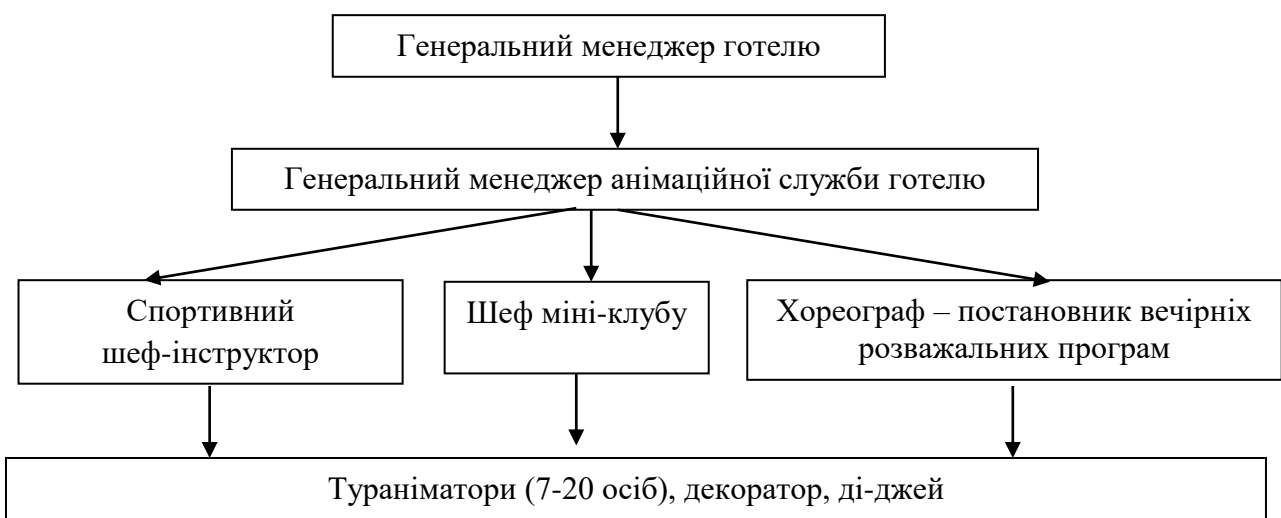 Генеральний менеджер готелю
Генеральний менеджер анімаційної служби готелю
Спортивний
шеф-інструктор
Шеф міні-клубу
Хореограф – постановник вечірніх
розважальних програм
Тураніматори (7-20 осіб), декоратор, ді-джей